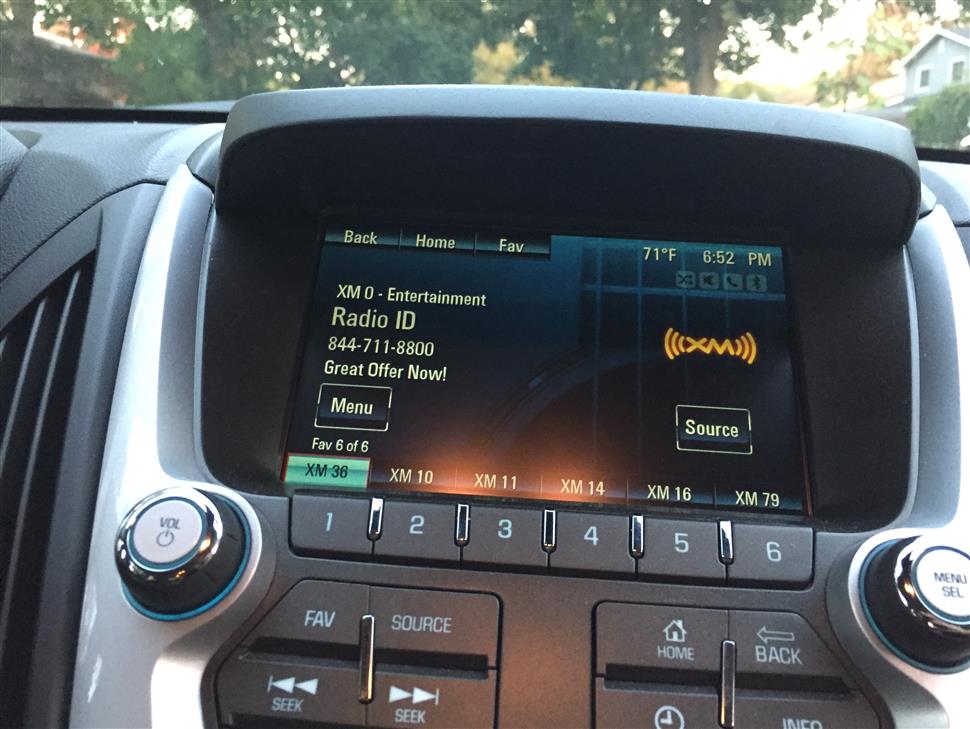 Back Home Fav
71°F 6:52 PM
XM 0 - Entertainment
Radio ID
844-711-8800
Great Offer Now!
XM
Menu
Source
Fav 6 of 6
XM 36 XM 10 XM 11 XM 14 XM 16 XM 79
1 2 3 4 5 6
VOL
MENU
SEL
FAV SOURCE
HOME BACK
SEEK SEEK
INFO